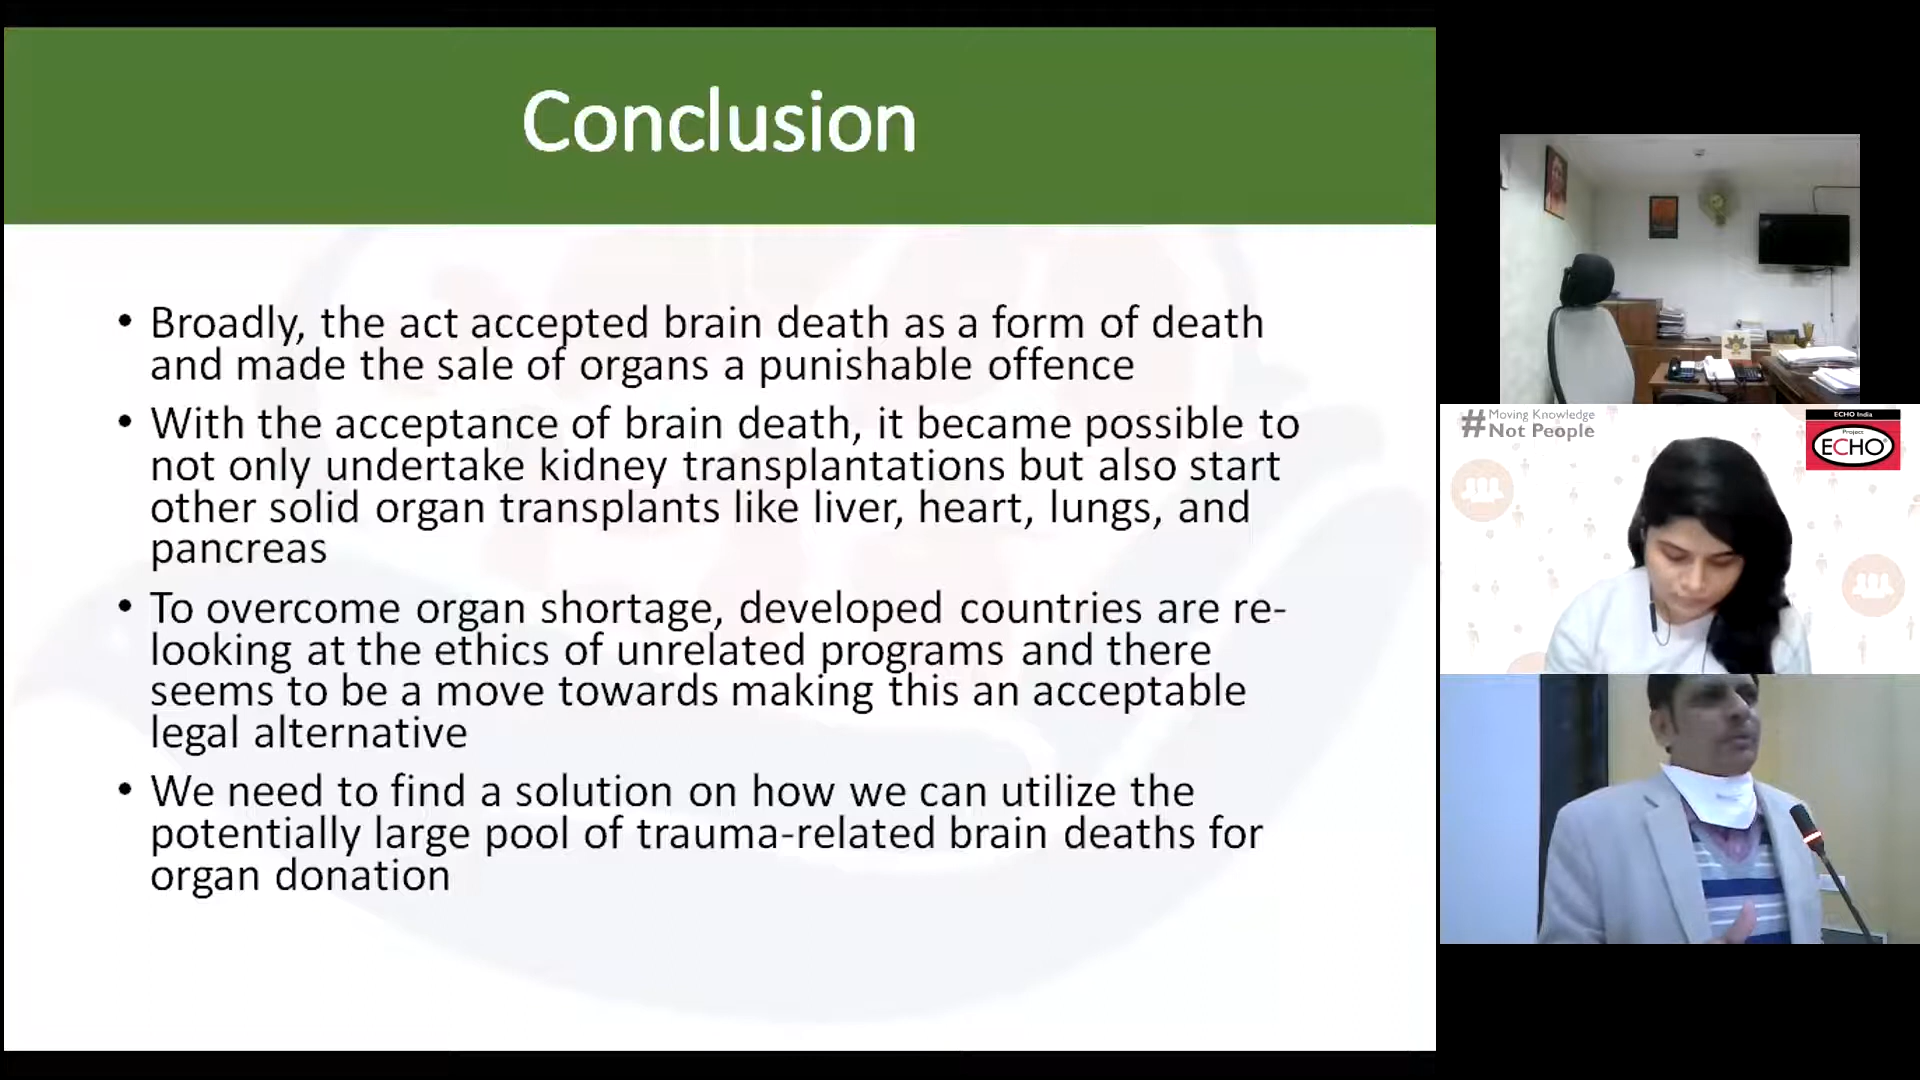 Conclusion
• Broadly, the act accepted brain death as a form of death
and made the sale of organs a punishable offence
• With the acceptance of brain death, it became possible to
not only undertake kidney transplantations but also start
other solid organ transplants like liver, heart, lungs, and
pancreas
• To overcome organ shortage, developed countries are re-
looking at the ethics of unrelated programs and there
seems to be a move towards making this an acceptable
legal alternative
• We need to find a solution on how we can utilize the
potentially large pool of trauma-related brain deaths for
organ donation
# Moving Knowledge
Not People
ECHO India
Project
ECHO®